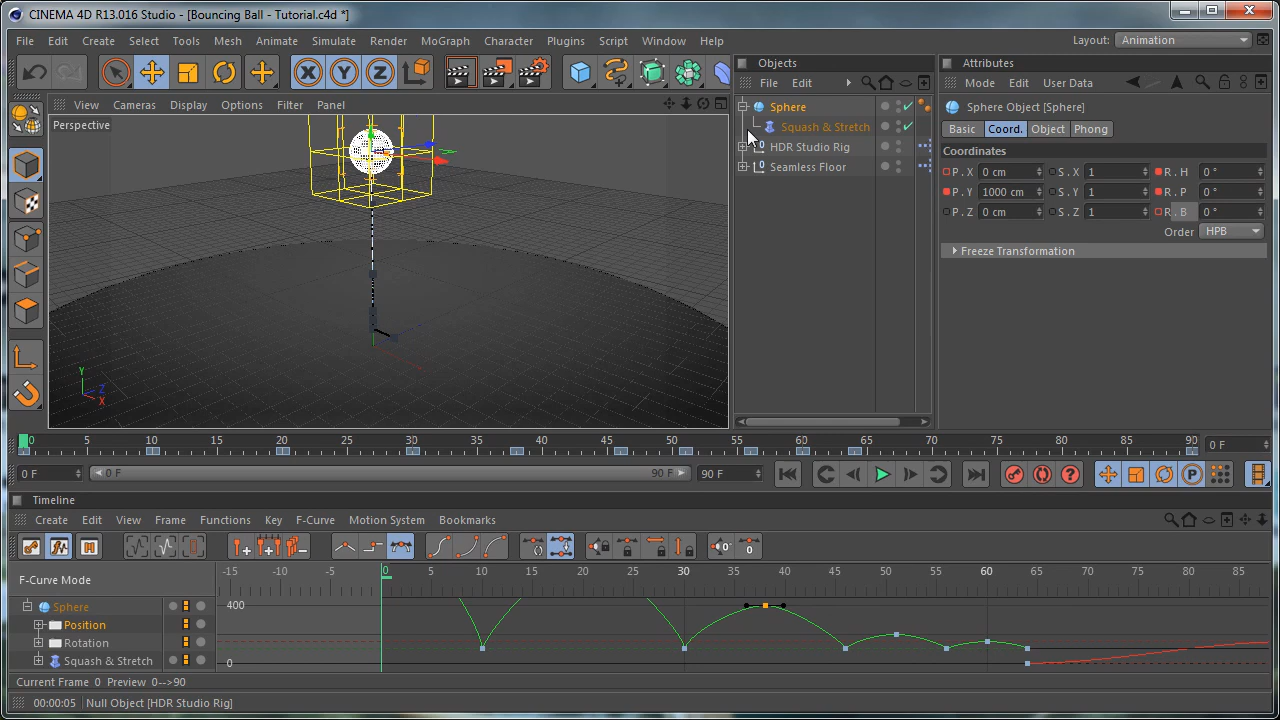 CINEMA 4D R13.016 Studio - [Bouncing Ball - Tutorial.c4d *]
File Edit Create Select Tools Mesh Animate Simulate Render MoGraph Character Plugins Script Window Help Layout: Animation
Objects
Attributes
File Edit
Mode Edit User Data
View Cameras Display Options Filter Panel
Perspective
Sphere
Squash & Stretch
HDR Studio Rig
Seamless Floor
Sphere Object [Sphere]
Basic Coord. Object Phong
Coordinates
P . X 0 cm S . X 1 R . H 0 °
P . Y 1000 cm S . Y 1 R . P 0 °
P . Z 0 cm S . Z 1 R . B 0 °
Order HPB
Freeze Transformation
Y
Z
X
0 5 10 15 20 25 30 35 40 45 50 55 60 65 70 75 80 85 90 0 F
0 F 0 F 90 F 90 F
Timeline
Create Edit View Frame Functions Key F-Curve Motion System Bookmarks
F-Curve Mode
-15 -10 -5 0 5 10 15 20 25 30 35 40 45 50 55 60 65 70 75 80 85
Sphere
Position
Rotation
Squash & Stretch
400
0
Current Frame 0 Preview 0-->90
00:00:05 Null Object [HDR Studio Rig]